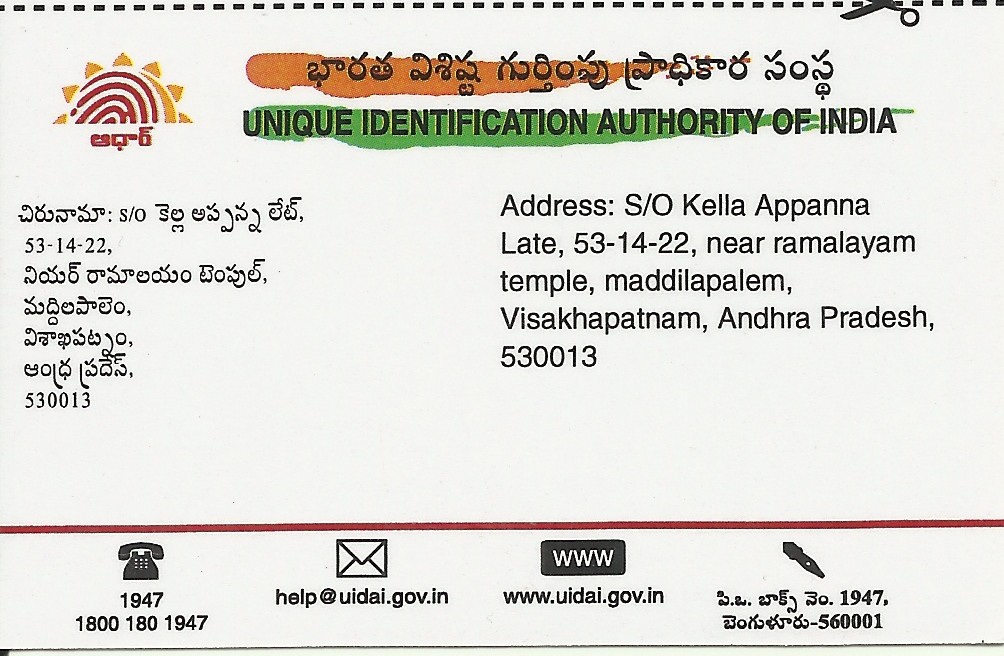 భారత విశిష్ట గుర్తింపు ప్రాధికార సంస్థ
UNIQUE IDENTIFICATION AUTHORITY OF INDIA
ఆధార్
చిరునామా: S/O కెల్ల అప్పన్న లేట్,
53-14-22,
నియర్ రామాలయం టెంపుల్,
మద్దిలపాలెం,
విశాఖపట్నం,
ఆంధ్ర ప్రదేశ్,
530013
Address: S/O Kella Appanna
Late, 53-14-22, near ramalayam
temple, maddilapalem,
Visakhapatnam, Andhra Pradesh,
530013
1947
1800 180 1947
help@uidai.gov.in
www
www.uidai.gov.in
పి.ఒ. బాక్స్ నెం. 1947,
బెంగుళూరు-560001